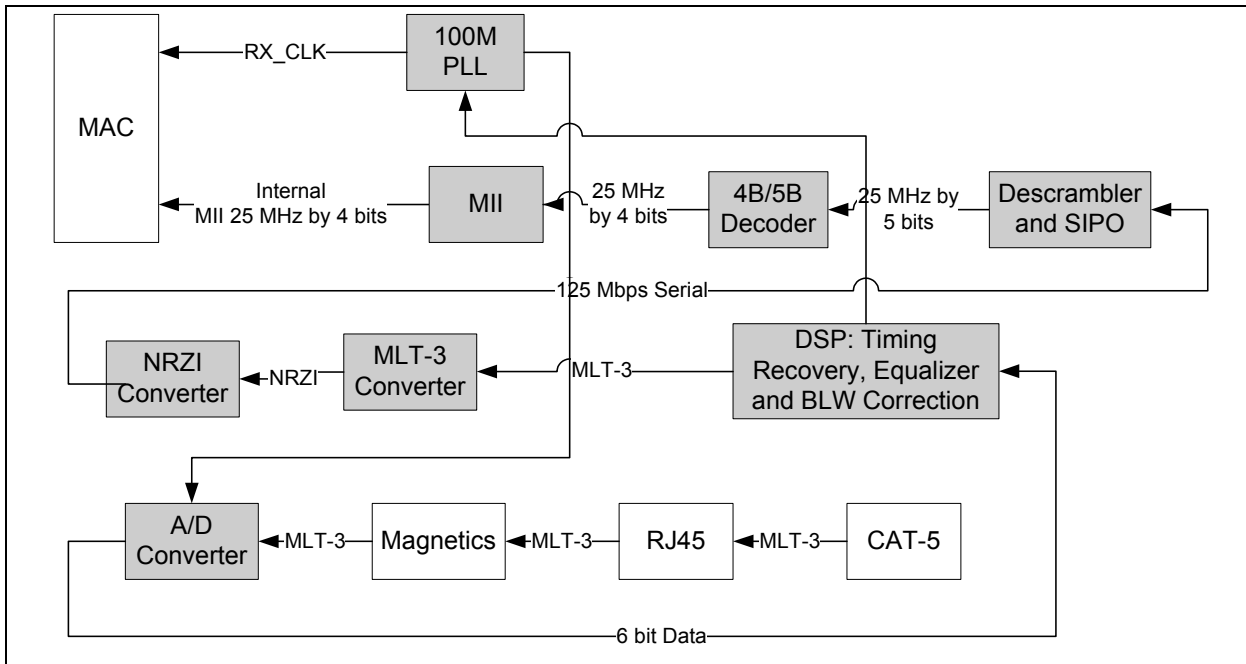 RX_CLK
100M
PLL
MAC
Internal
MII 25 MHz by 4 bits
MII
25 MHz
by 4 bits
4B/5B
Decoder
25 MHz by
5 bits
Descrambler
and SIPO
125 Mbps Serial
NRZI
Converter
NRZI
MLT-3
Converter
MLT-3
DSP: Timing
Recovery, Equalizer
and BLW Correction
A/D
Converter
MLT-3
Magnetics
MLT-3
RJ45
MLT-3
CAT-5
6 bit Data